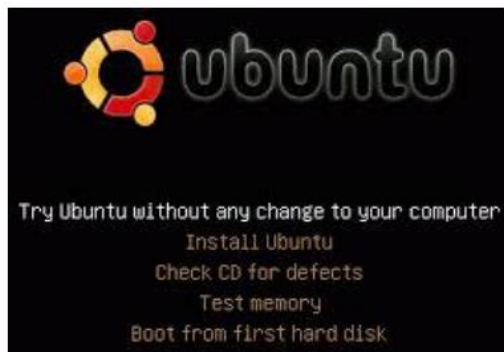 ubuntu
Try Ubuntu without any change to your computer
Install Ubuntu
Check CD for defects
Test memory
Boot from first hard disk